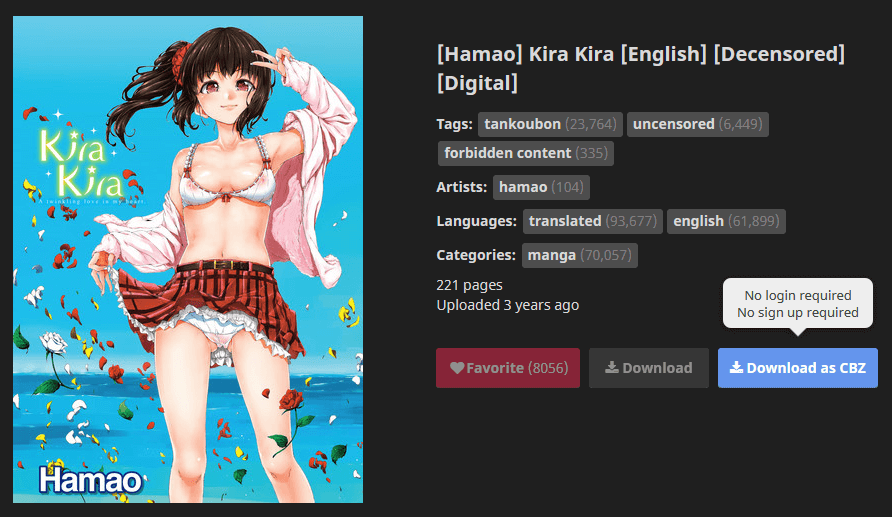 Kira
Kira
A twinkling love in my heart.
Hamao
[Hamao] Kira Kira [English] [Decensored]
[Digital]
Tags: tankoubon (23,764) uncensored (6,449)
forbidden content (335)
Artists: hamao (104)
Languages: translated (93,677) english (61,899)
Categories: manga (70,057)
221 pages
Uploaded 3 years ago
No login required
No sign up required
Favorite (8056) Download Download as CBZ